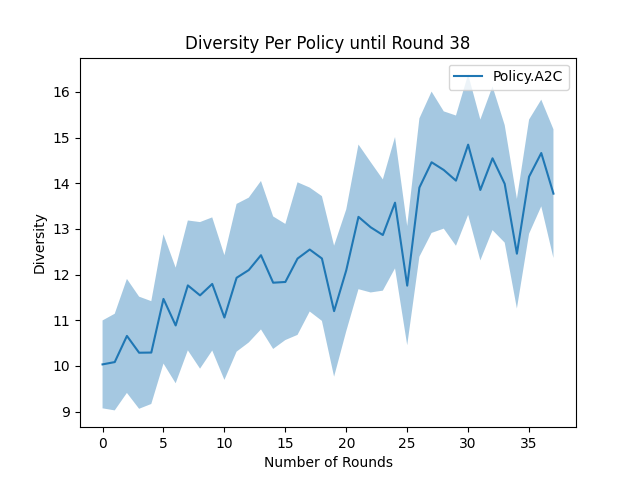 Diversity Per Policy until Round 38
Policy.A2C
16
15
14
13
12
11
10
9
Diversity
0 5 10 15 20 25 30 35
Number of Rounds